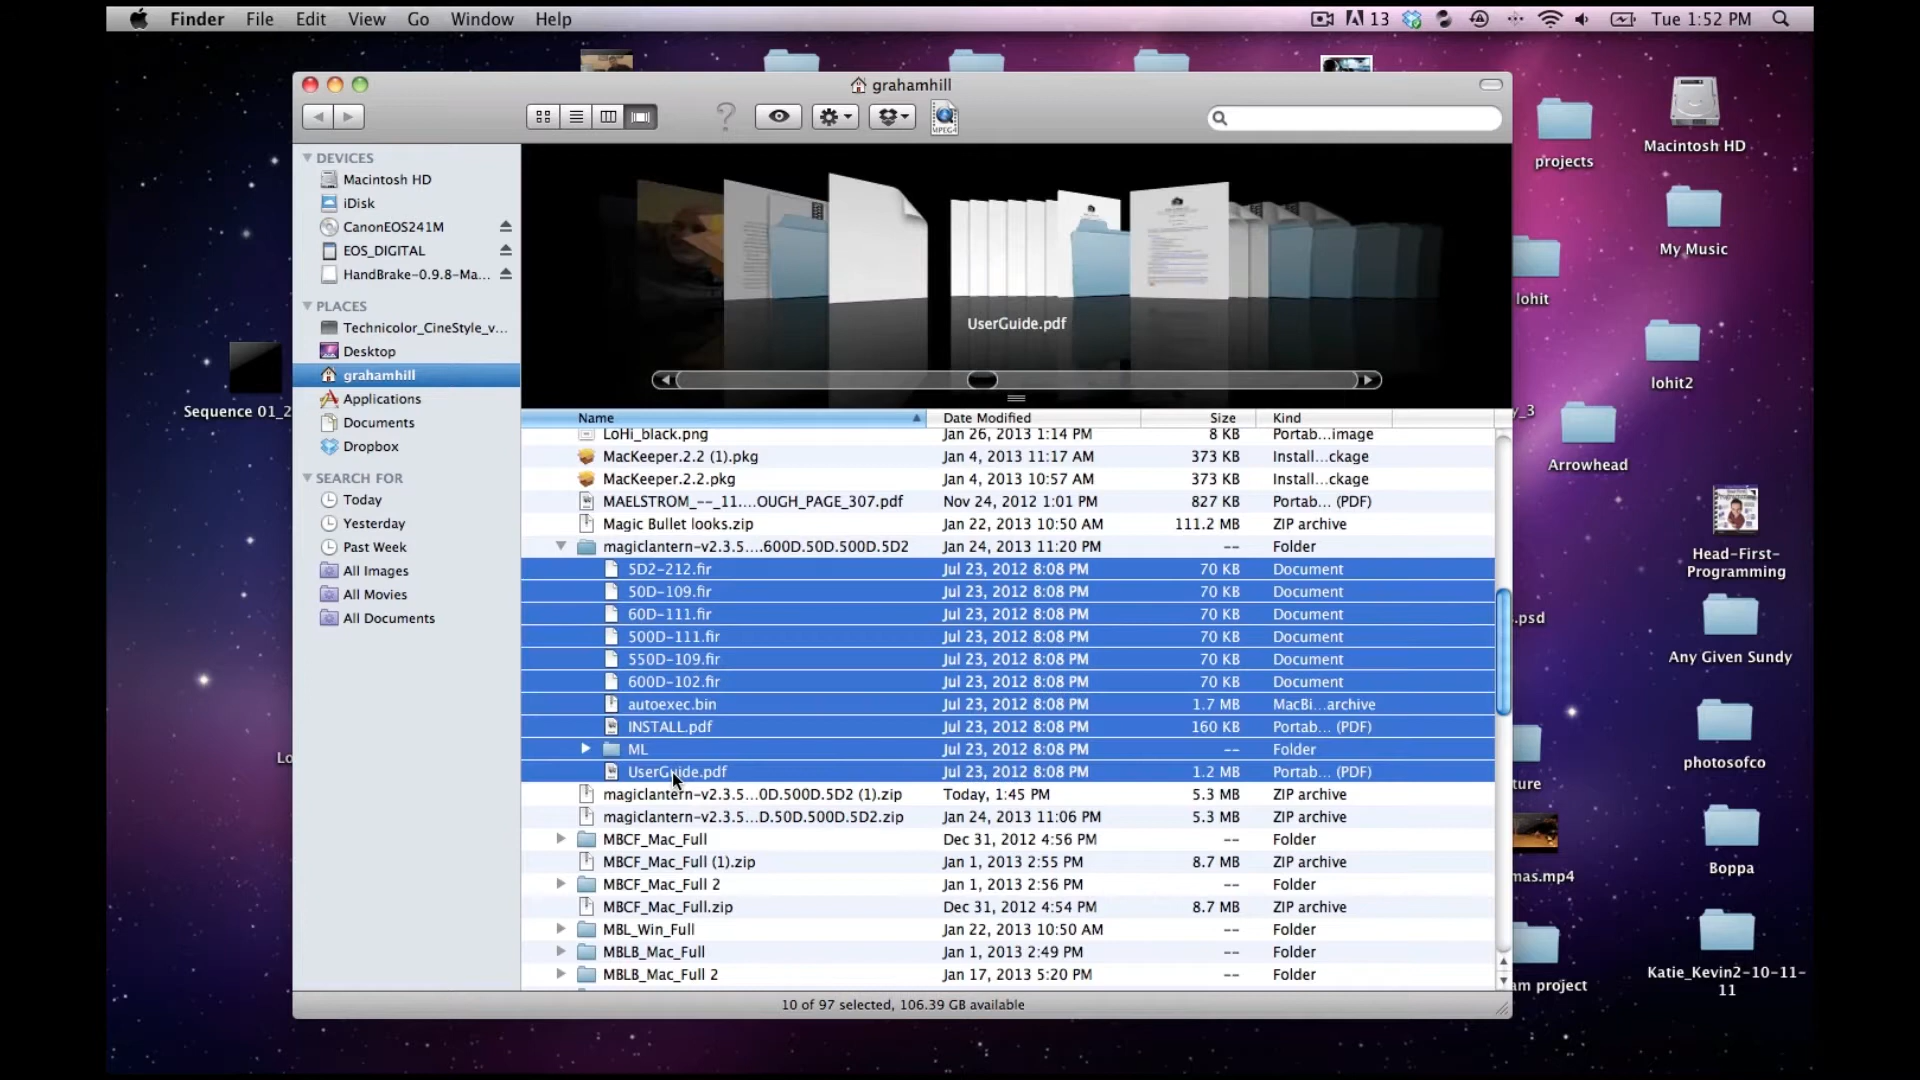 Finder File Edit View Go Window Help
13 Tue 1:52 PM
grahamhill
MPEG4
DEVICES
Macintosh HD
iDisk
CanonEOS241M
EOS_DIGITAL
HandBrake-0.9.8-Ma...
PLACES
Technicolor_CineStyle_v...
Desktop
grahamhill
Applications
Documents
Dropbox
SEARCH FOR
Today
Yesterday
Past Week
All Images
All Movies
All Documents
UserGuide.pdf
Name Date Modified Size Kind
LoHi_black.png Jan 26, 2013 1:14 PM 8 KB Portab...image
MacKeeper.2.2 (1).pkg Jan 4, 2013 11:17 AM 373 KB Install...ckage
MacKeeper.2.2.pkg Jan 4, 2013 10:57 AM 373 KB Install...ckage
MAELSTROM_--_11....OUGH_PAGE_307.pdf Nov 24, 2012 1:01 PM 827 KB Portab... (PDF)
Magic Bullet looks.zip Jan 22, 2013 10:50 AM 111.2 MB ZIP archive
magiclantern-v2.3.5....600D.50D.500D.5D2 Jan 24, 2013 11:20 PM -- Folder
5D2-212.fir Jul 23, 2012 8:08 PM 70 KB Document
50D-109.fir Jul 23, 2012 8:08 PM 70 KB Document
60D-111.fir Jul 23, 2012 8:08 PM 70 KB Document
500D-111.fir Jul 23, 2012 8:08 PM 70 KB Document
550D-109.fir Jul 23, 2012 8:08 PM 70 KB Document
600D-102.fir Jul 23, 2012 8:08 PM 70 KB Document
autoexec.bin Jul 23, 2012 8:08 PM 1.7 MB MacBi...archive
INSTALL.pdf Jul 23, 2012 8:08 PM 160 KB Portab... (PDF)
ML Jul 23, 2012 8:08 PM -- Folder
UserGuide.pdf Jul 23, 2012 8:08 PM 1.2 MB Portab... (PDF)
magiclantern-v2.3.5...0D.500D.5D2 (1).zip Today, 1:45 PM 5.3 MB ZIP archive
magiclantern-v2.3.5...D.50D.500D.5D2.zip Jan 24, 2013 11:06 PM 5.3 MB ZIP archive
MBCF_Mac_Full Dec 31, 2012 4:56 PM -- Folder
MBCF_Mac_Full (1).zip Jan 1, 2013 2:55 PM 8.7 MB ZIP archive
MBCF_Mac_Full 2 Jan 1, 2013 2:56 PM -- Folder
MBCF_Mac_Full.zip Dec 31, 2012 4:54 PM 8.7 MB ZIP archive
MBL_Win_Full Jan 22, 2013 10:50 AM -- Folder
MBLB_Mac_Full Jan 1, 2013 2:49 PM -- Folder
MBLB_Mac_Full 2 Jan 17, 2013 5:20 PM -- Folder
10 of 97 selected, 106.39 GB available
Sequence 01_2
Lo
projects
Macintosh HD
lohit
My Music
lohit2
y_3
Arrowhead
Head-First-
Programming
s.psd
Any Given Sundy
ture
photosofco
mas.mp4
Boppa
am project
Katie_Kevin2-10-11-
11